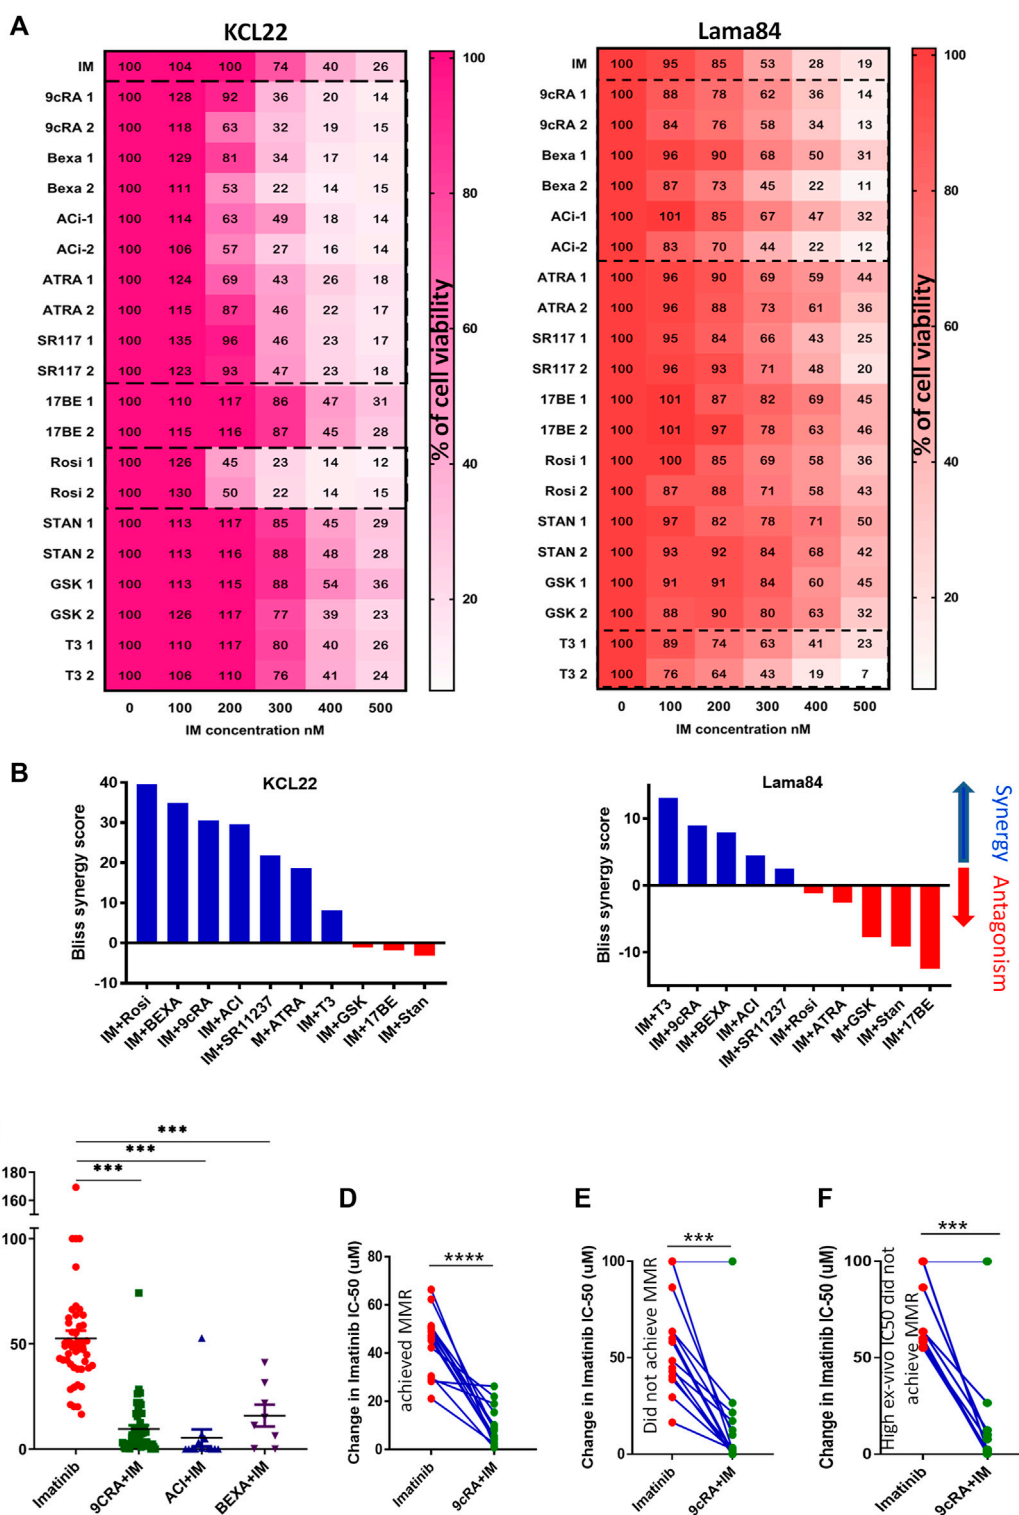 A
KCL22
IM 100 104 100 74 40 26
9cRA 1 100 128 92 36 20 14
9cRA 2 100 118 63 32 19 15
Bexa 1 100 129 81 34 17 14
Bexa 2 100 111 53 22 14 15
ACi-1 100 114 63 49 18 14
ACi-2 100 106 57 27 16 14
ATRA 1 100 124 69 43 26 18
ATRA 2 100 115 87 46 22 17
SR117 1 100 135 96 46 23 17
SR117 2 100 123 93 47 23 18
17BE 1 100 110 117 86 47 31
17BE 2 100 115 116 87 45 28
Rosi 1 100 126 45 23 14 12
Rosi 2 100 130 50 22 14 15
STAN 1 100 113 117 85 45 29
STAN 2 100 113 116 88 48 28
GSK 1 100 113 115 88 54 36
GSK 2 100 126 117 77 39 23
T3 1 100 110 117 80 40 26
T3 2 100 106 110 76 41 24
0 100 200 300 400 500
IM concentration nM
100
80
60
40
20
% of cell viability
Lama84
IM 100 95 85 53 28 19
9cRA 1 100 88 78 62 36 14
9cRA 2 100 84 76 58 34 13
Bexa 1 100 96 90 68 50 31
Bexa 2 100 87 73 45 22 11
ACi-1 100 101 85 67 47 32
ACi-2 100 83 70 44 22 12
ATRA 1 100 96 90 69 59 44
ATRA 2 100 96 88 73 61 36
SR117 1 100 95 84 66 43 25
SR117 2 100 96 93 71 48 20
17BE 1 100 101 87 82 69 45
17BE 2 100 101 97 78 63 46
Rosi 1 100 100 85 69 58 36
Rosi 2 100 87 88 71 58 43
STAN 1 100 97 82 78 71 50
STAN 2 100 93 92 84 68 42
GSK 1 100 91 91 84 60 45
GSK 2 100 88 90 80 63 32
T3 1 100 89 74 63 41 23
T3 2 100 76 64 43 19 7
0 100 200 300 400 500
IM concentration nM
100
80
60
40
20
% of cell viability
B
KCL22
Bliss synergy score
40
30
20
10
0
-10
IM+Rosi
IM+BEXA
IM+9cRA
IM+ACI
IM+SR11237
M+ATRA
IM+T3
IM+GSK
IM+17BE
IM+Stan
Lama84
Bliss synergy score
10
0
-10
IM+T3
IM+9cRA
IM+BEXA
IM+ACI
IM+SR11237
IM+Rosi
IM+ATRA
M+GSK
IM+Stan
IM+17BE
Synergy
Antagonism
***
***
***
180
160
100
50
0
Imatinib
9CRA+IM
ACI+IM
BEXA+IM
D
****
Change in Imatinib IC-50 (uM)
achieved MMR
80
60
40
20
0
Imatinib
9cRA+IM
E
***
Change in Imatinib IC-50 (uM)
Did not achieve MMR
100
50
0
Imatinib
9cRA+IM
F
***
Change in Imatinib IC-50 (uM)
High ex-vivo IC50 did not
achieve MMR
100
50
0
Imatinib
9cRA+IM